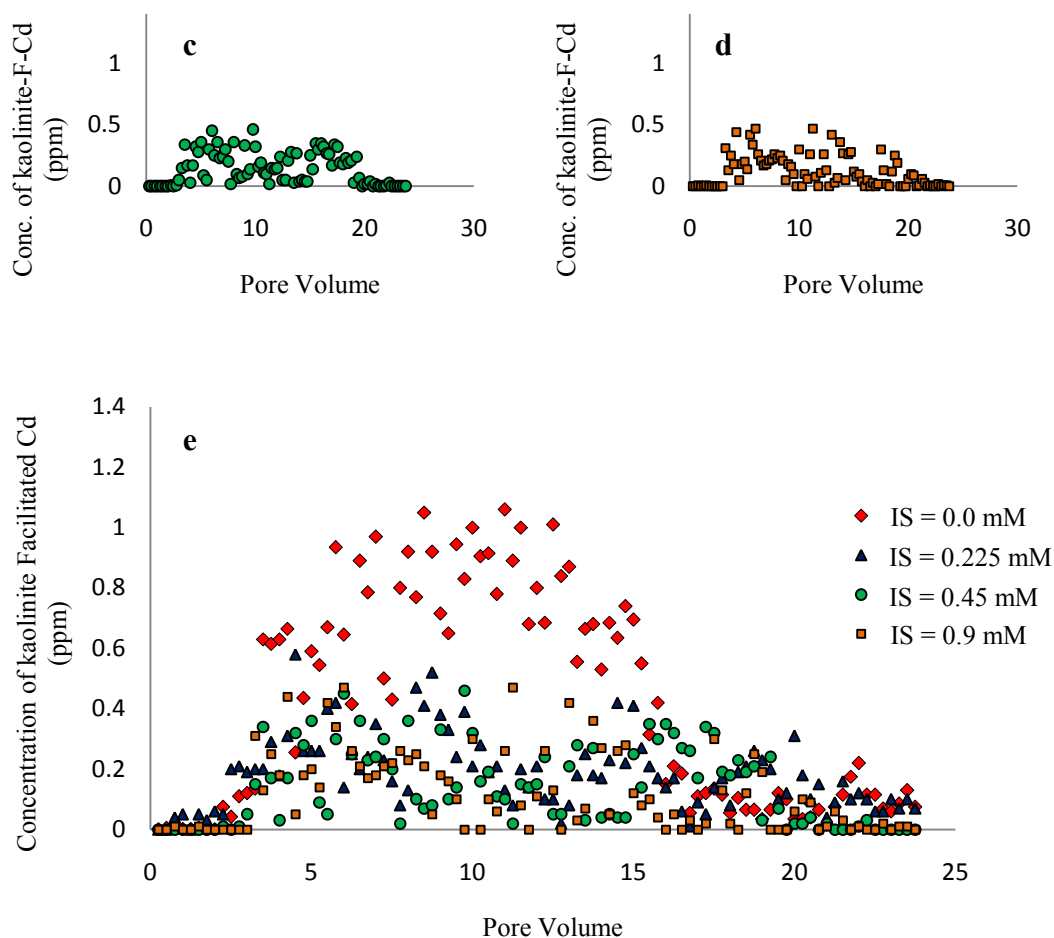 c
Conc. of kaolinite-F-Cd
(ppm)
1
0.5
0
0
10
20
30
Pore Volume
d
Conc. of kaolinite-F-Cd
(ppm)
1
0.5
0
0
10
20
30
Pore Volume
e
Concentration of kaolinite Facilitated Cd
(ppm)
1.4
1.2
1
0.8
0.6
0.4
0.2
0
0
5
10
15
20
25
Pore Volume
IS = 0.0 mM
IS = 0.225 mM
IS = 0.45 mM
IS = 0.9 mM